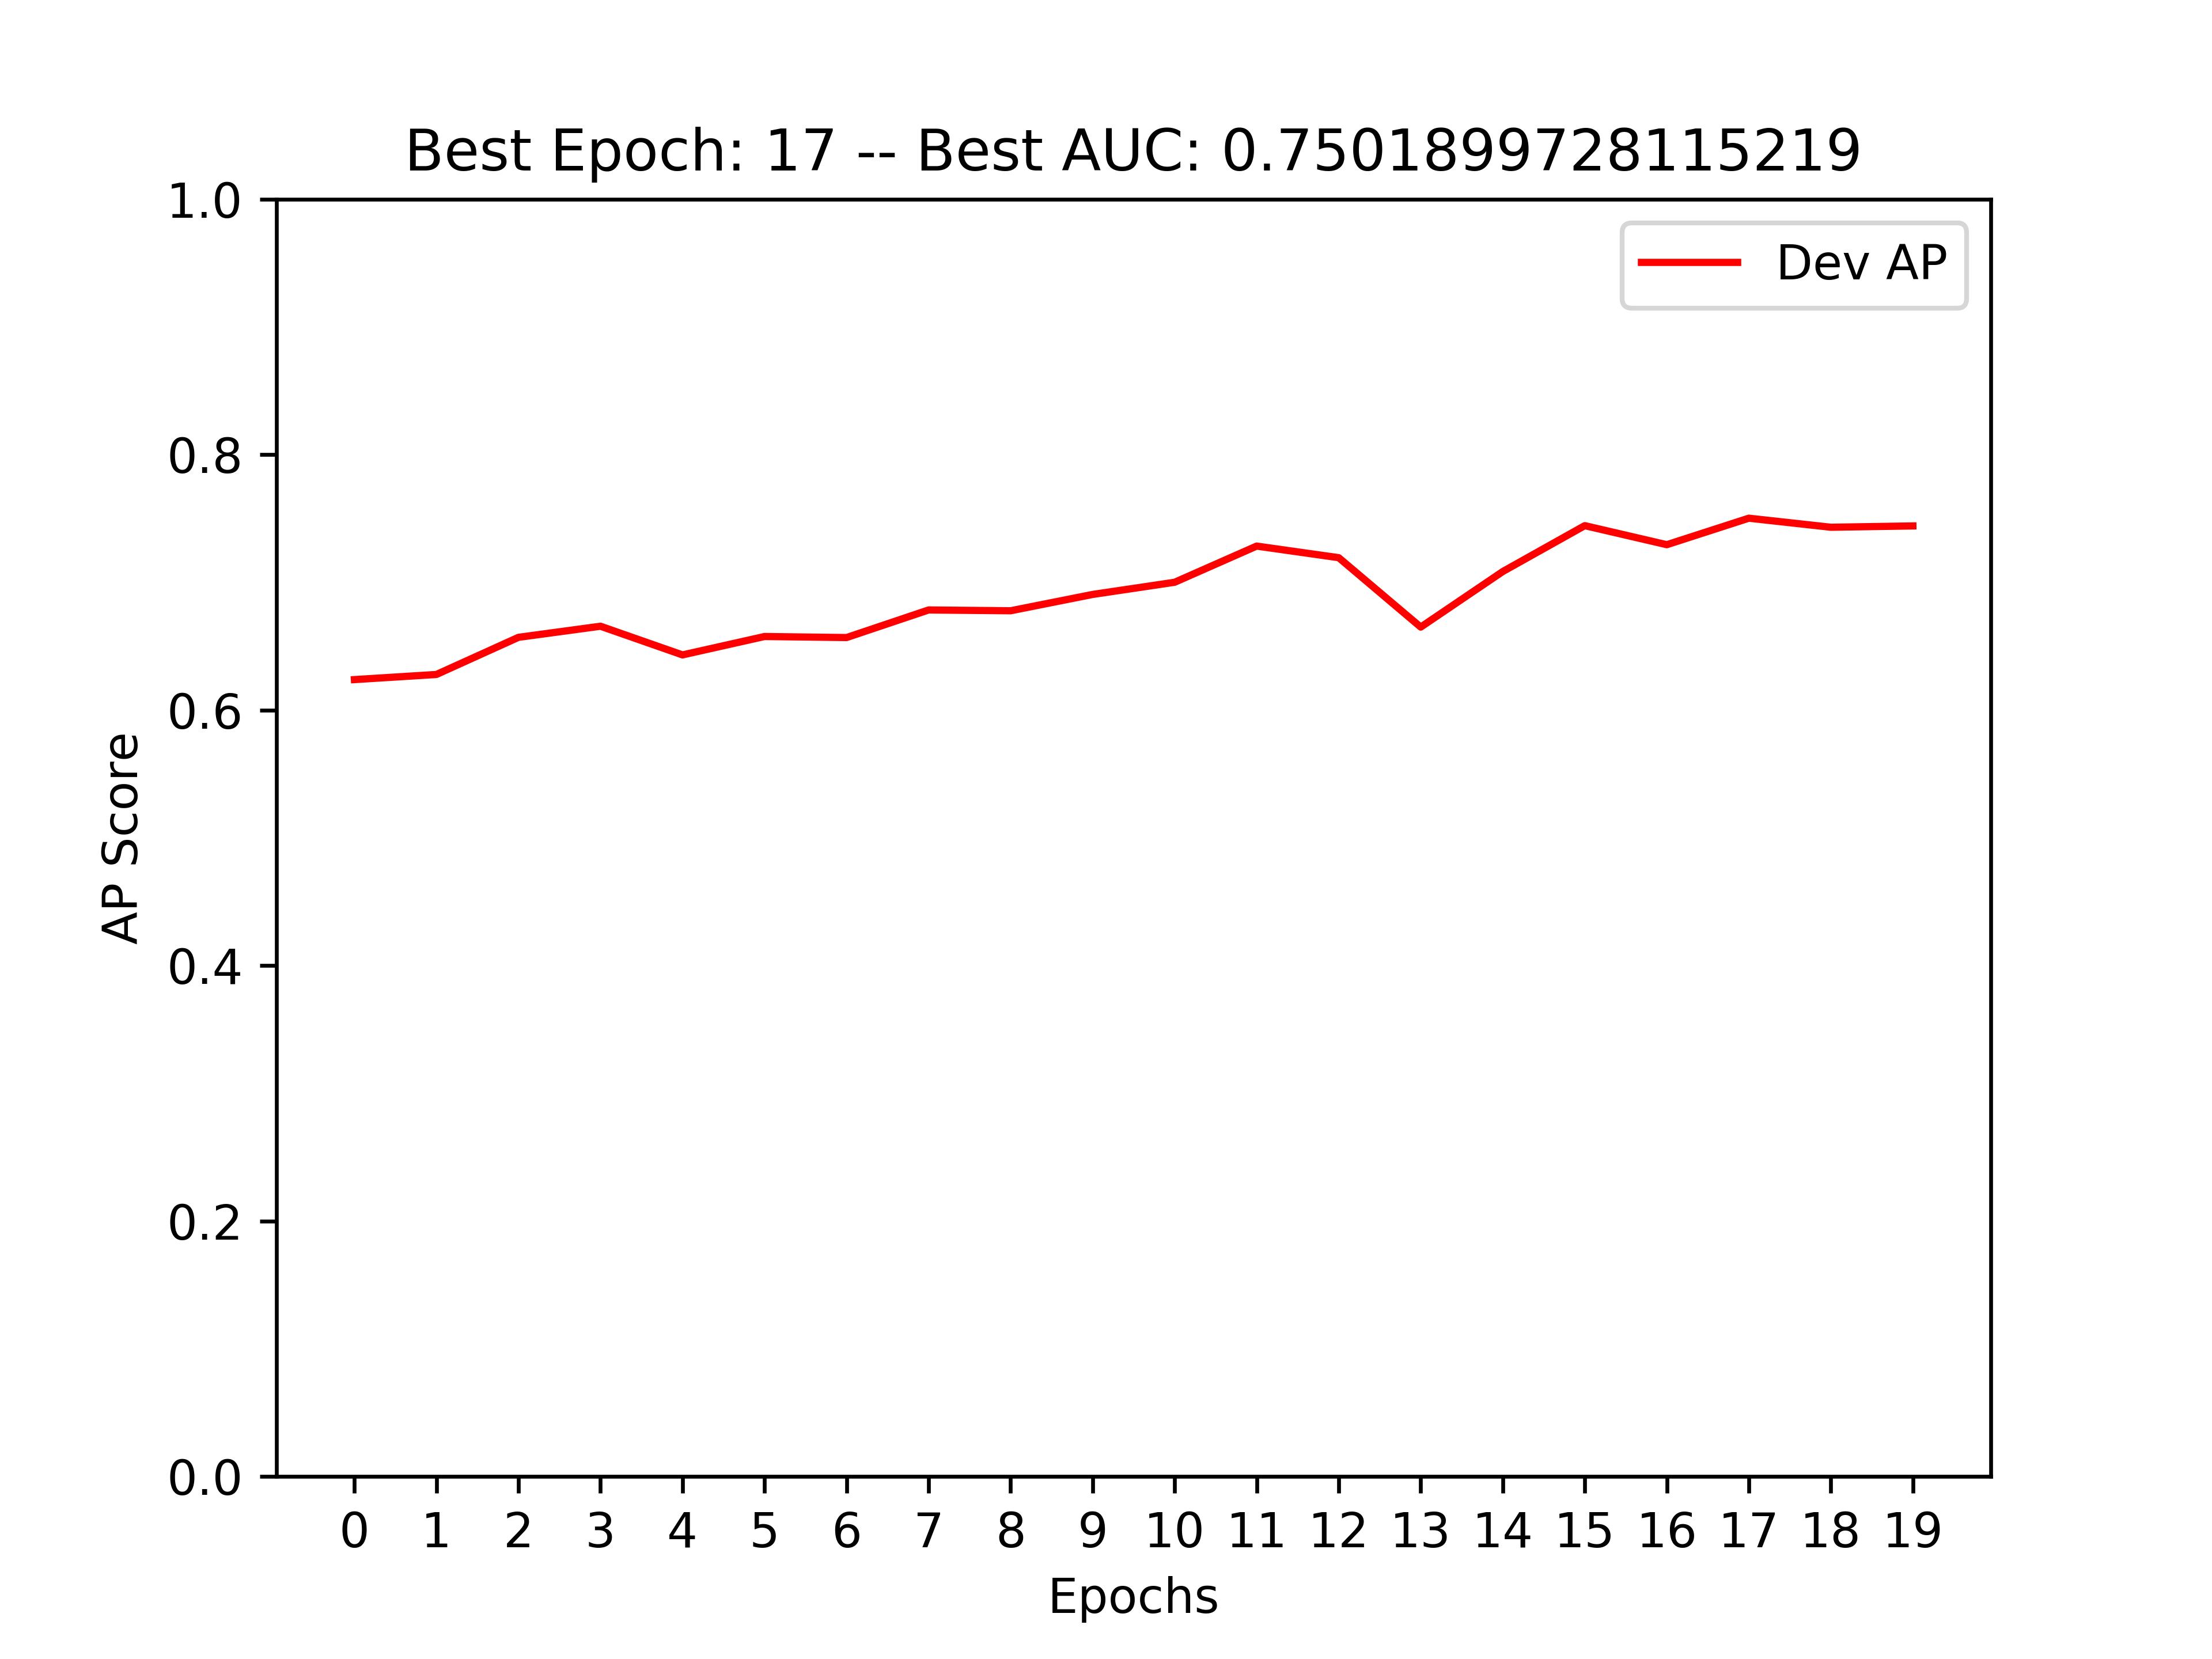 Best Epoch: 17 -- Best AUC: 0.7501899728115219
Dev AP
1.0
0.8
0.6
0.4
0.2
0.0
AP Score
0 1 2 3 4 5 6 7 8 9 10 11 12 13 14 15 16 17 18 19
Epochs